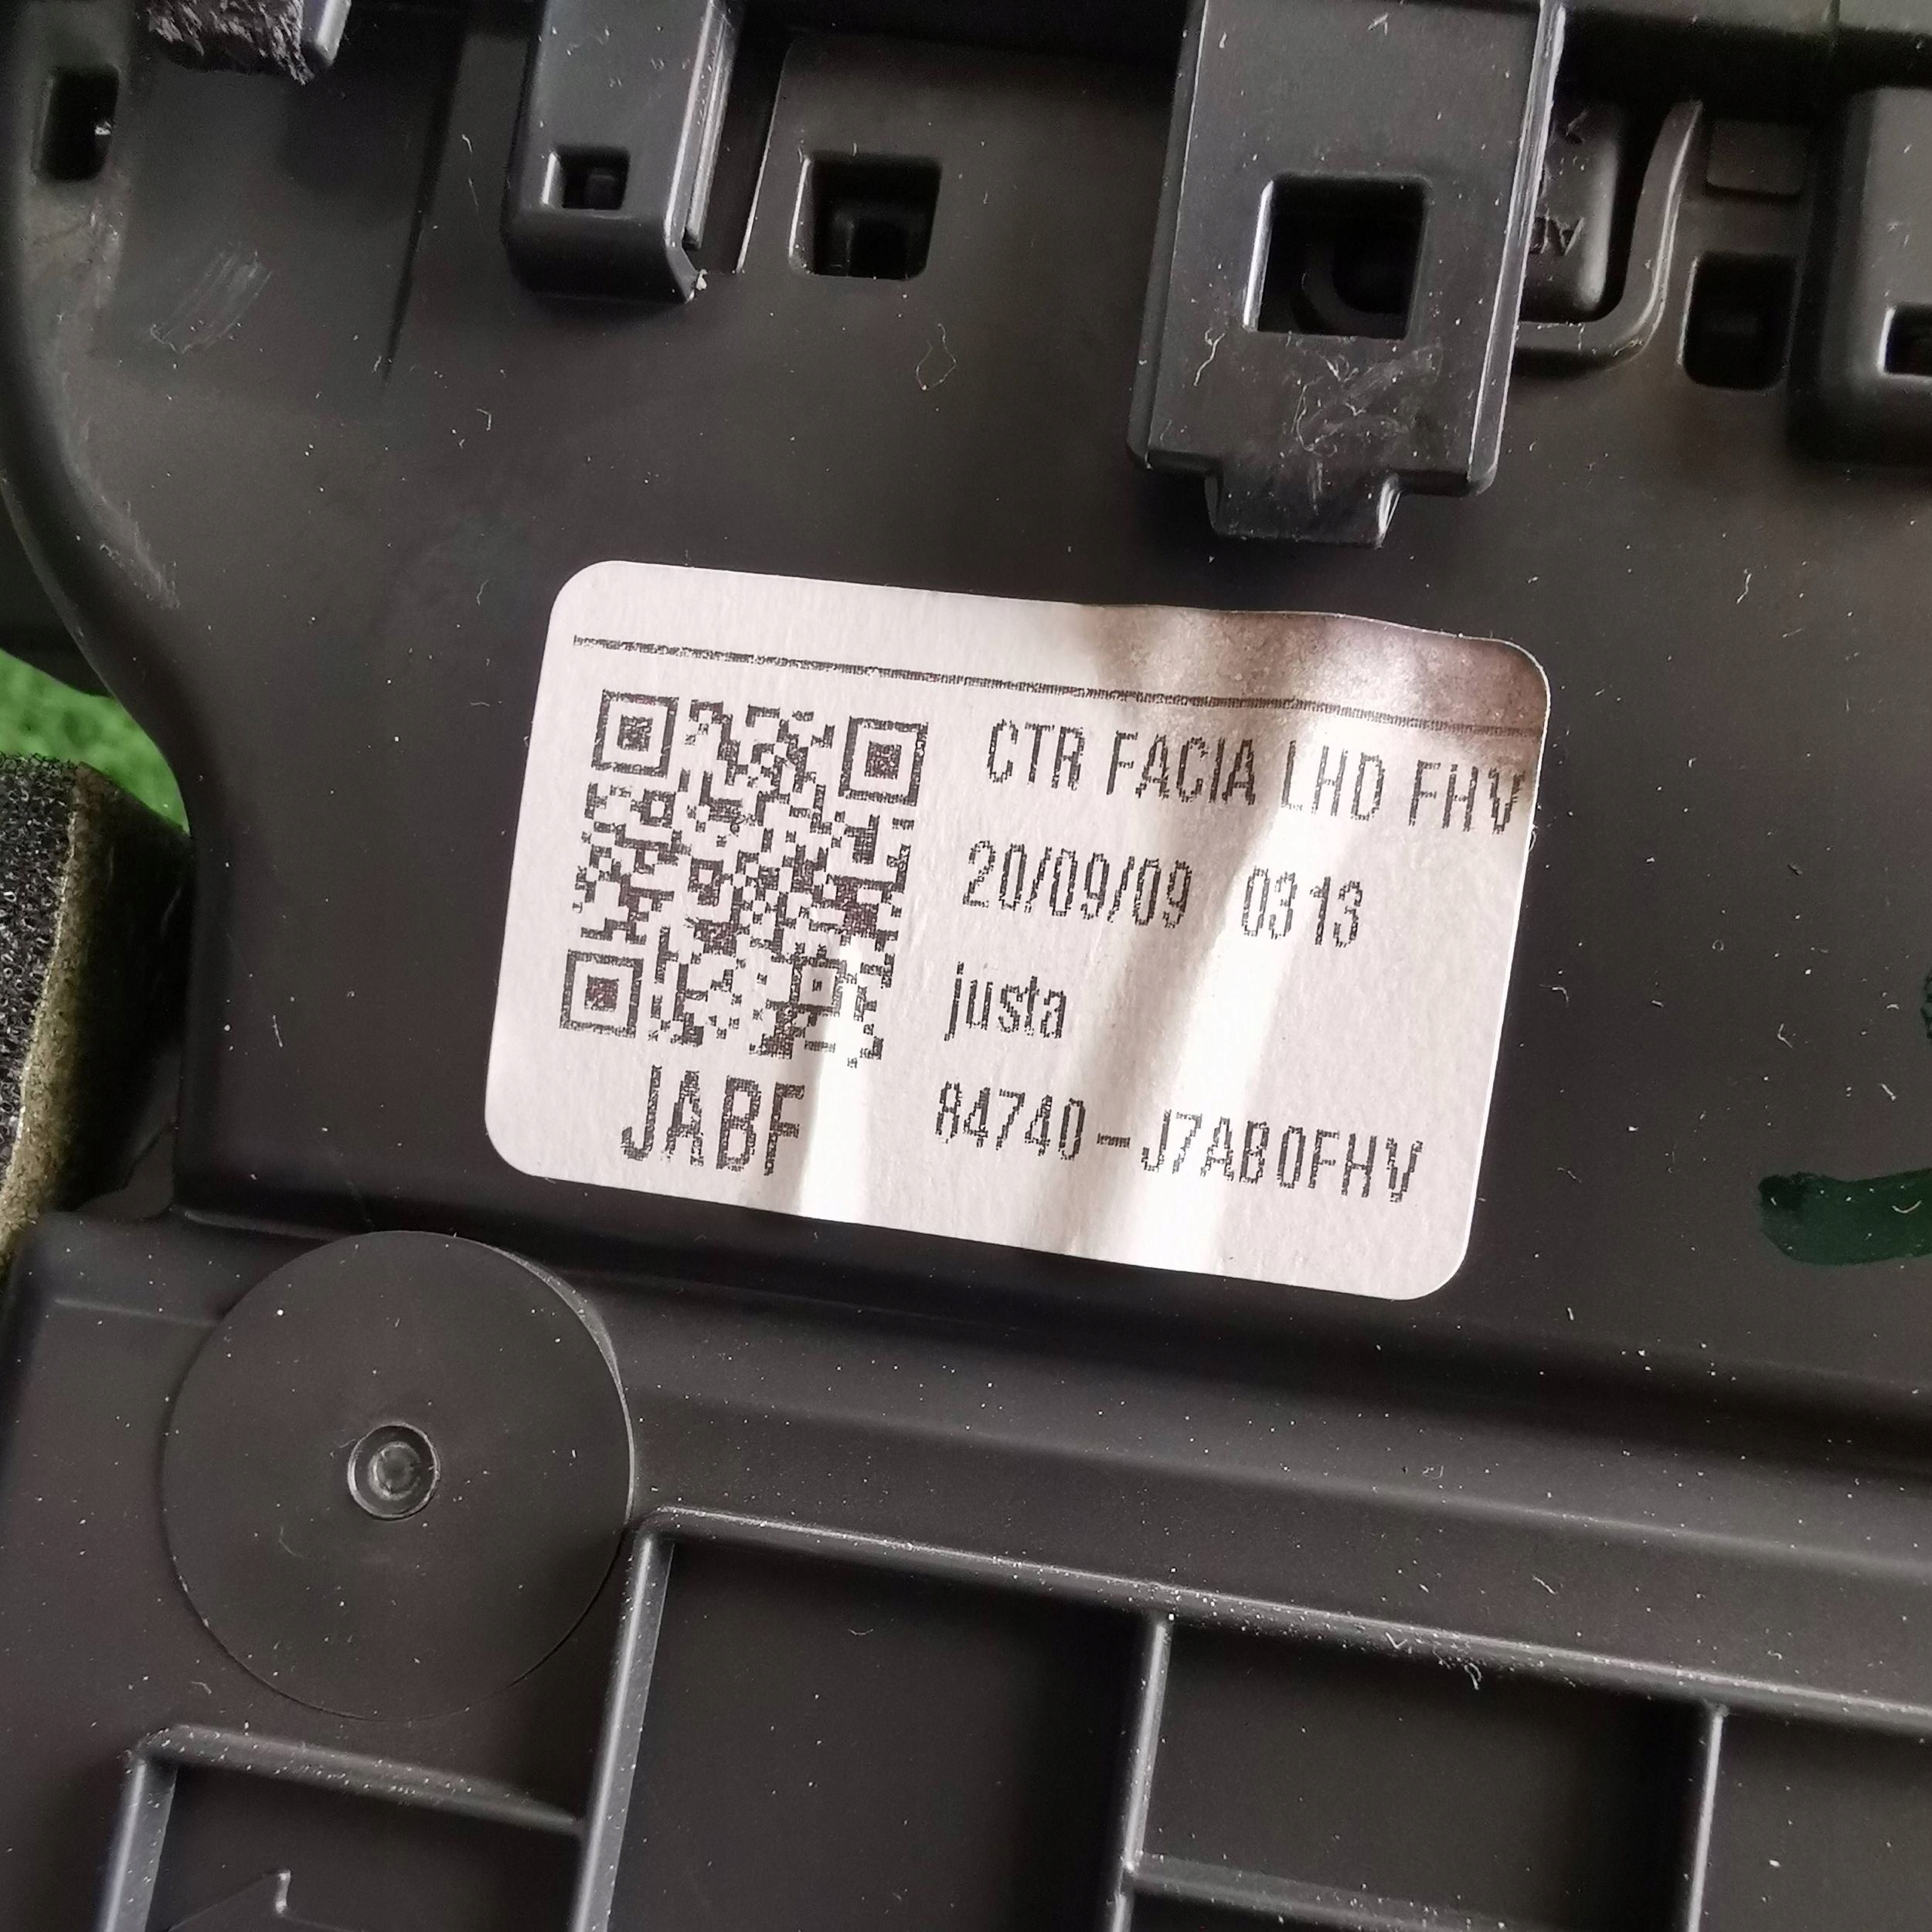 CTR FACIA LHD FHV
20/09/09 0313
justa
JABF
84740-J7AB0FHV